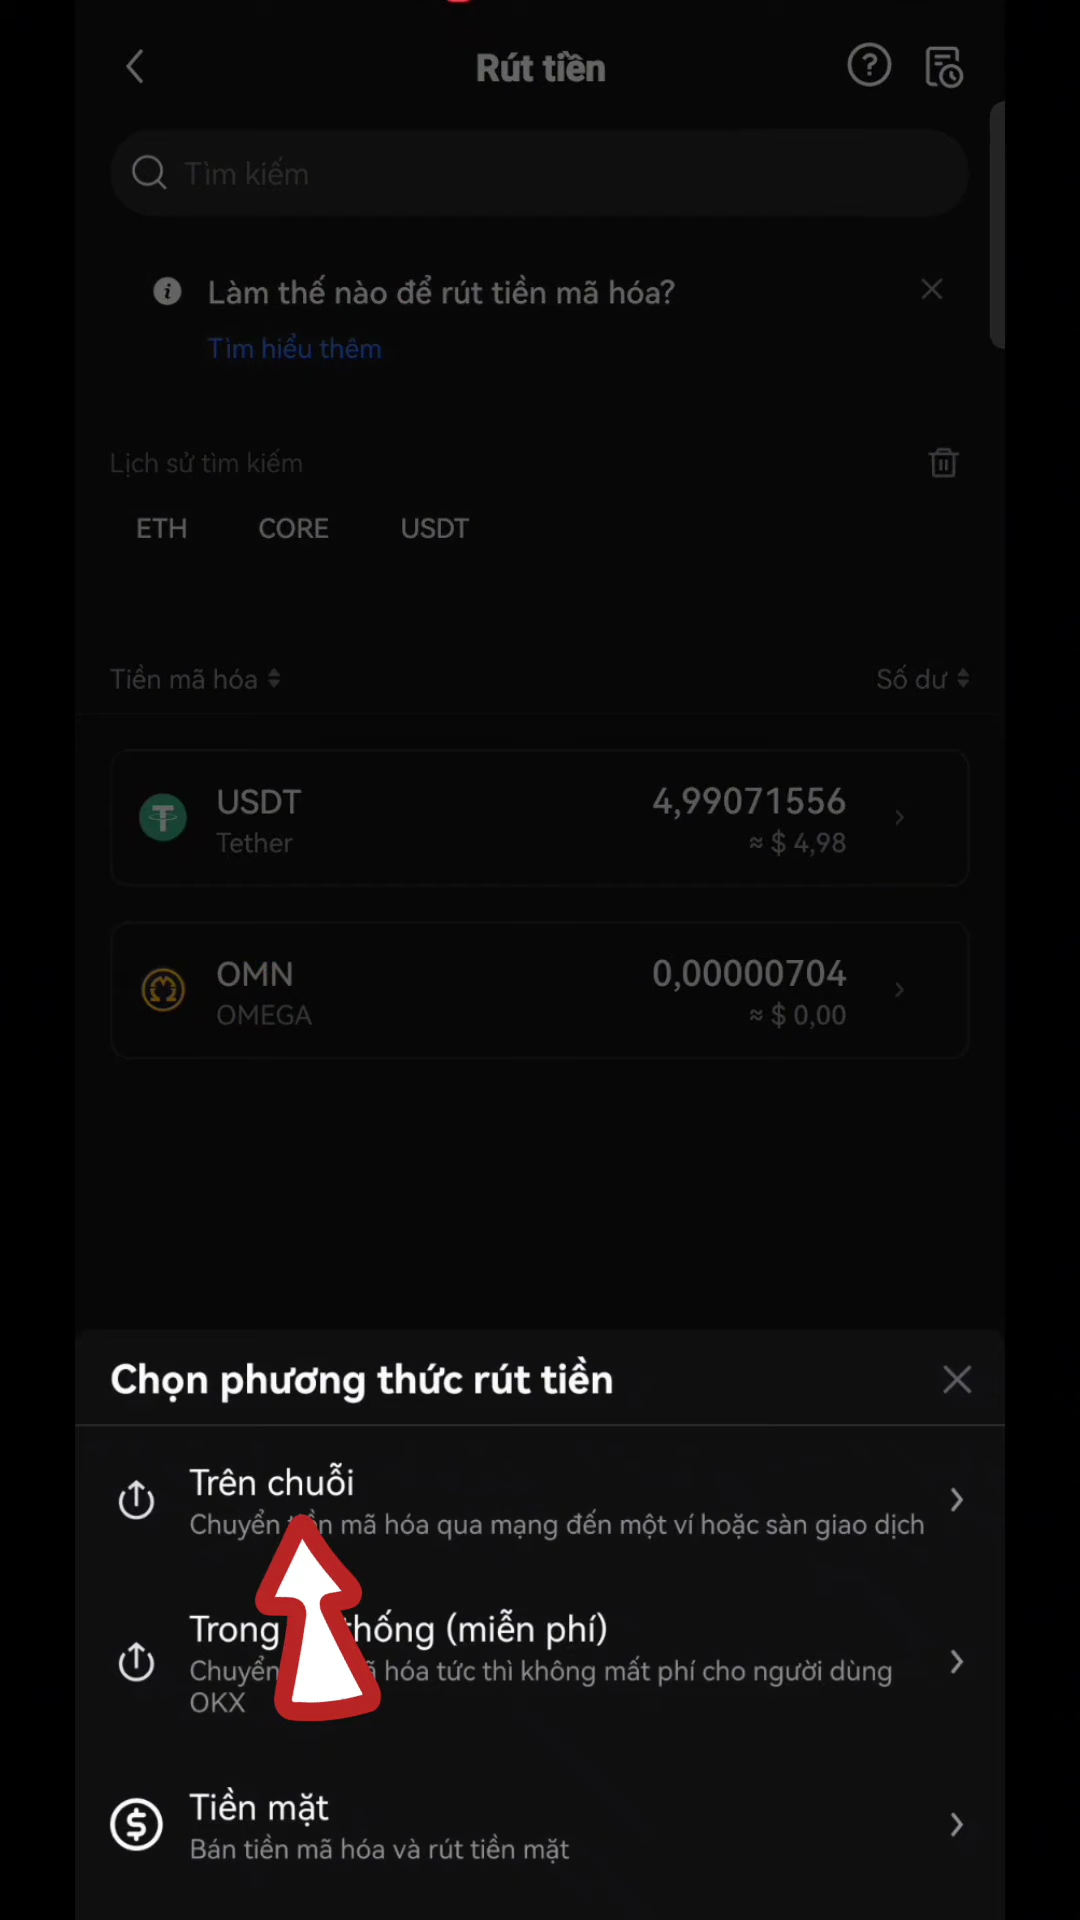 Rút tiền
Tìm kiếm
Làm thế nào để rút tiền mã hóa?
Tìm hiểu thêm
Lịch sử tìm kiếm
ETH CORE USDT
Tiền mã hóa Số dư
USDT 4,99071556
Tether ≈ $ 4,98
OMN 0,00000704
OMEGA ≈ $ 0,00
Chọn phương thức rút tiền
Trên chuỗi
Chuyển tiền mã hóa qua mạng đến một ví hoặc sàn giao dịch
Trong thống (miễn phí)
Chuyển hóa tức thì không mất phí cho người dùng
OKX
Tiền mặt
Bán tiền mã hóa và rút tiền mặt